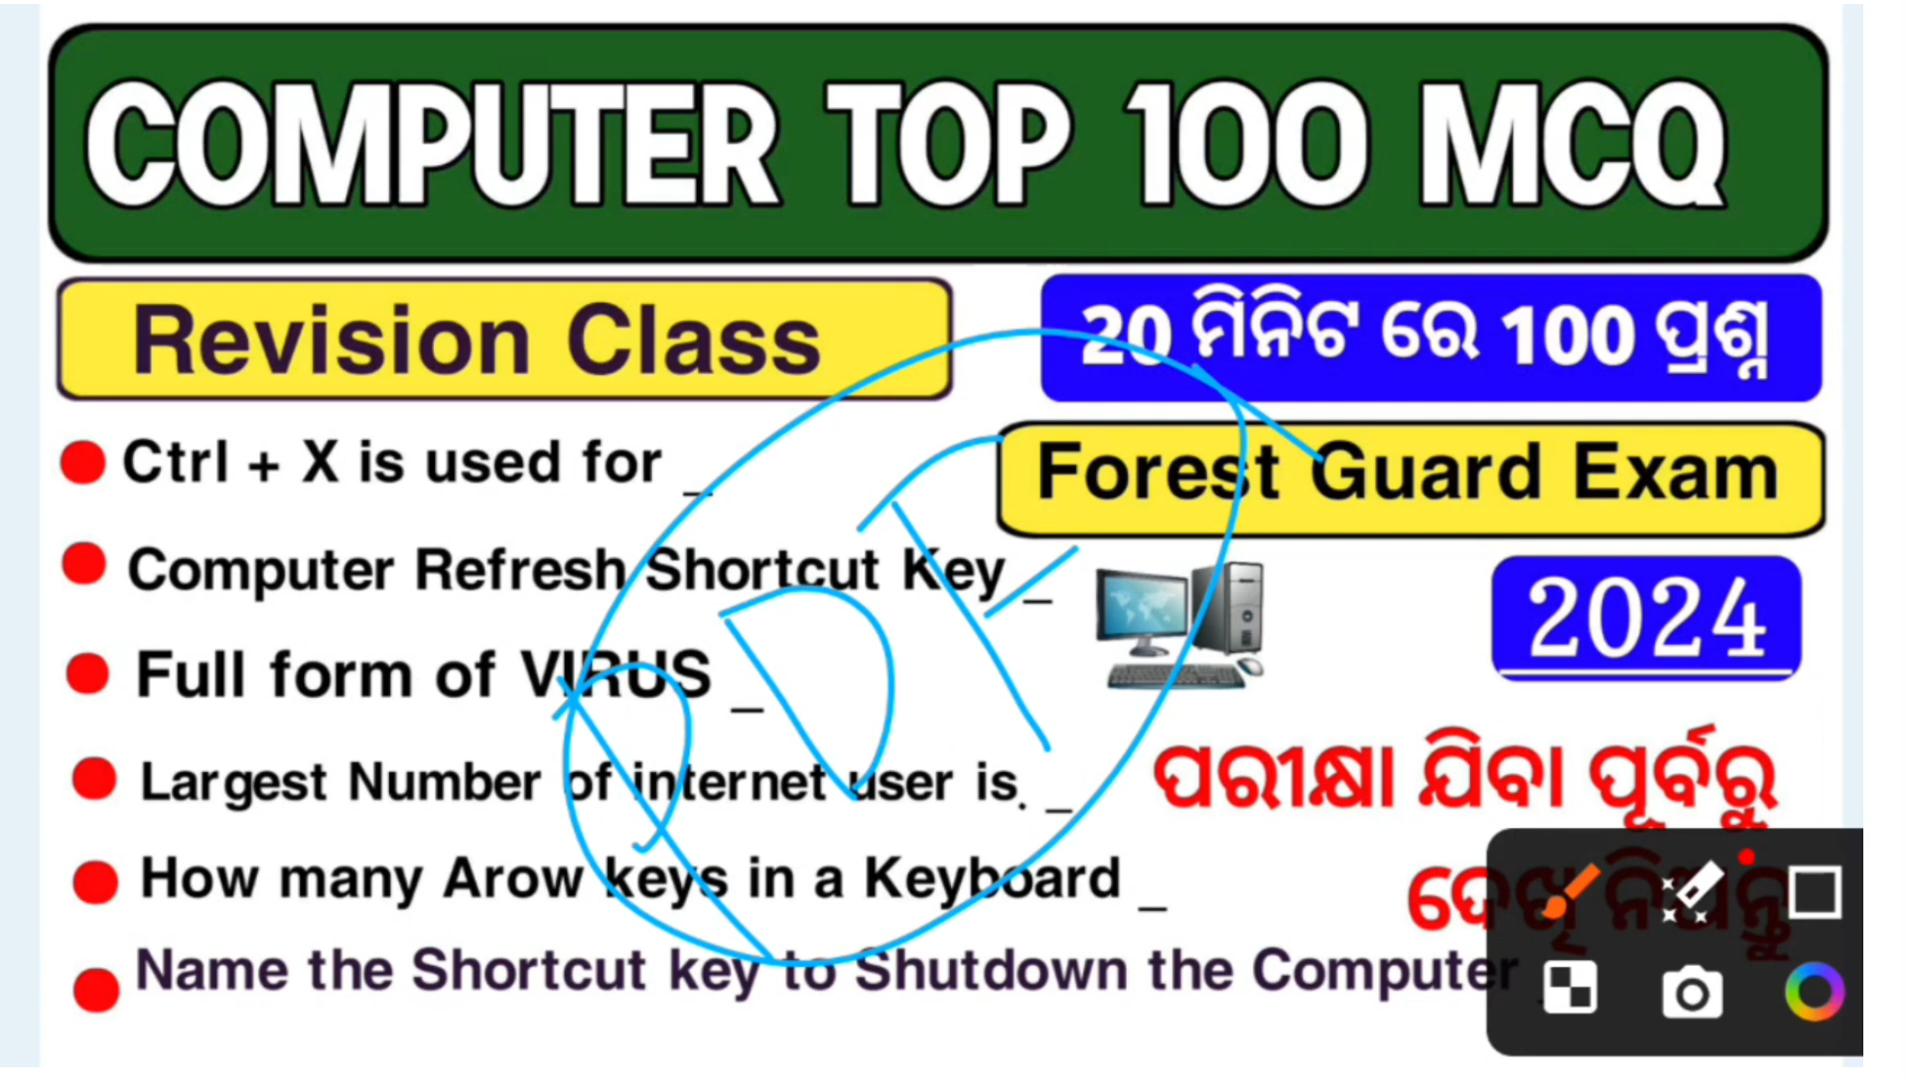 COMPUTER TOP 100 MCQ
Revision Class
20 ମିନିଟ ରେ 100 ପ୍ରଶ୍ନ
Ctrl + X is used for _
Forest Guard Exam
Computer Refresh Shortcut Key _
2024
Full form of VIRUS _
Largest Number of internet user is. _
ପରୀକ୍ଷା ଯିବା ପୂର୍ବରୁ
How many Arow keys in a Keyboard _
ଦେଖି ନିଅନ୍ତୁ
Name the Shortcut key to Shutdown the Computer
PDF